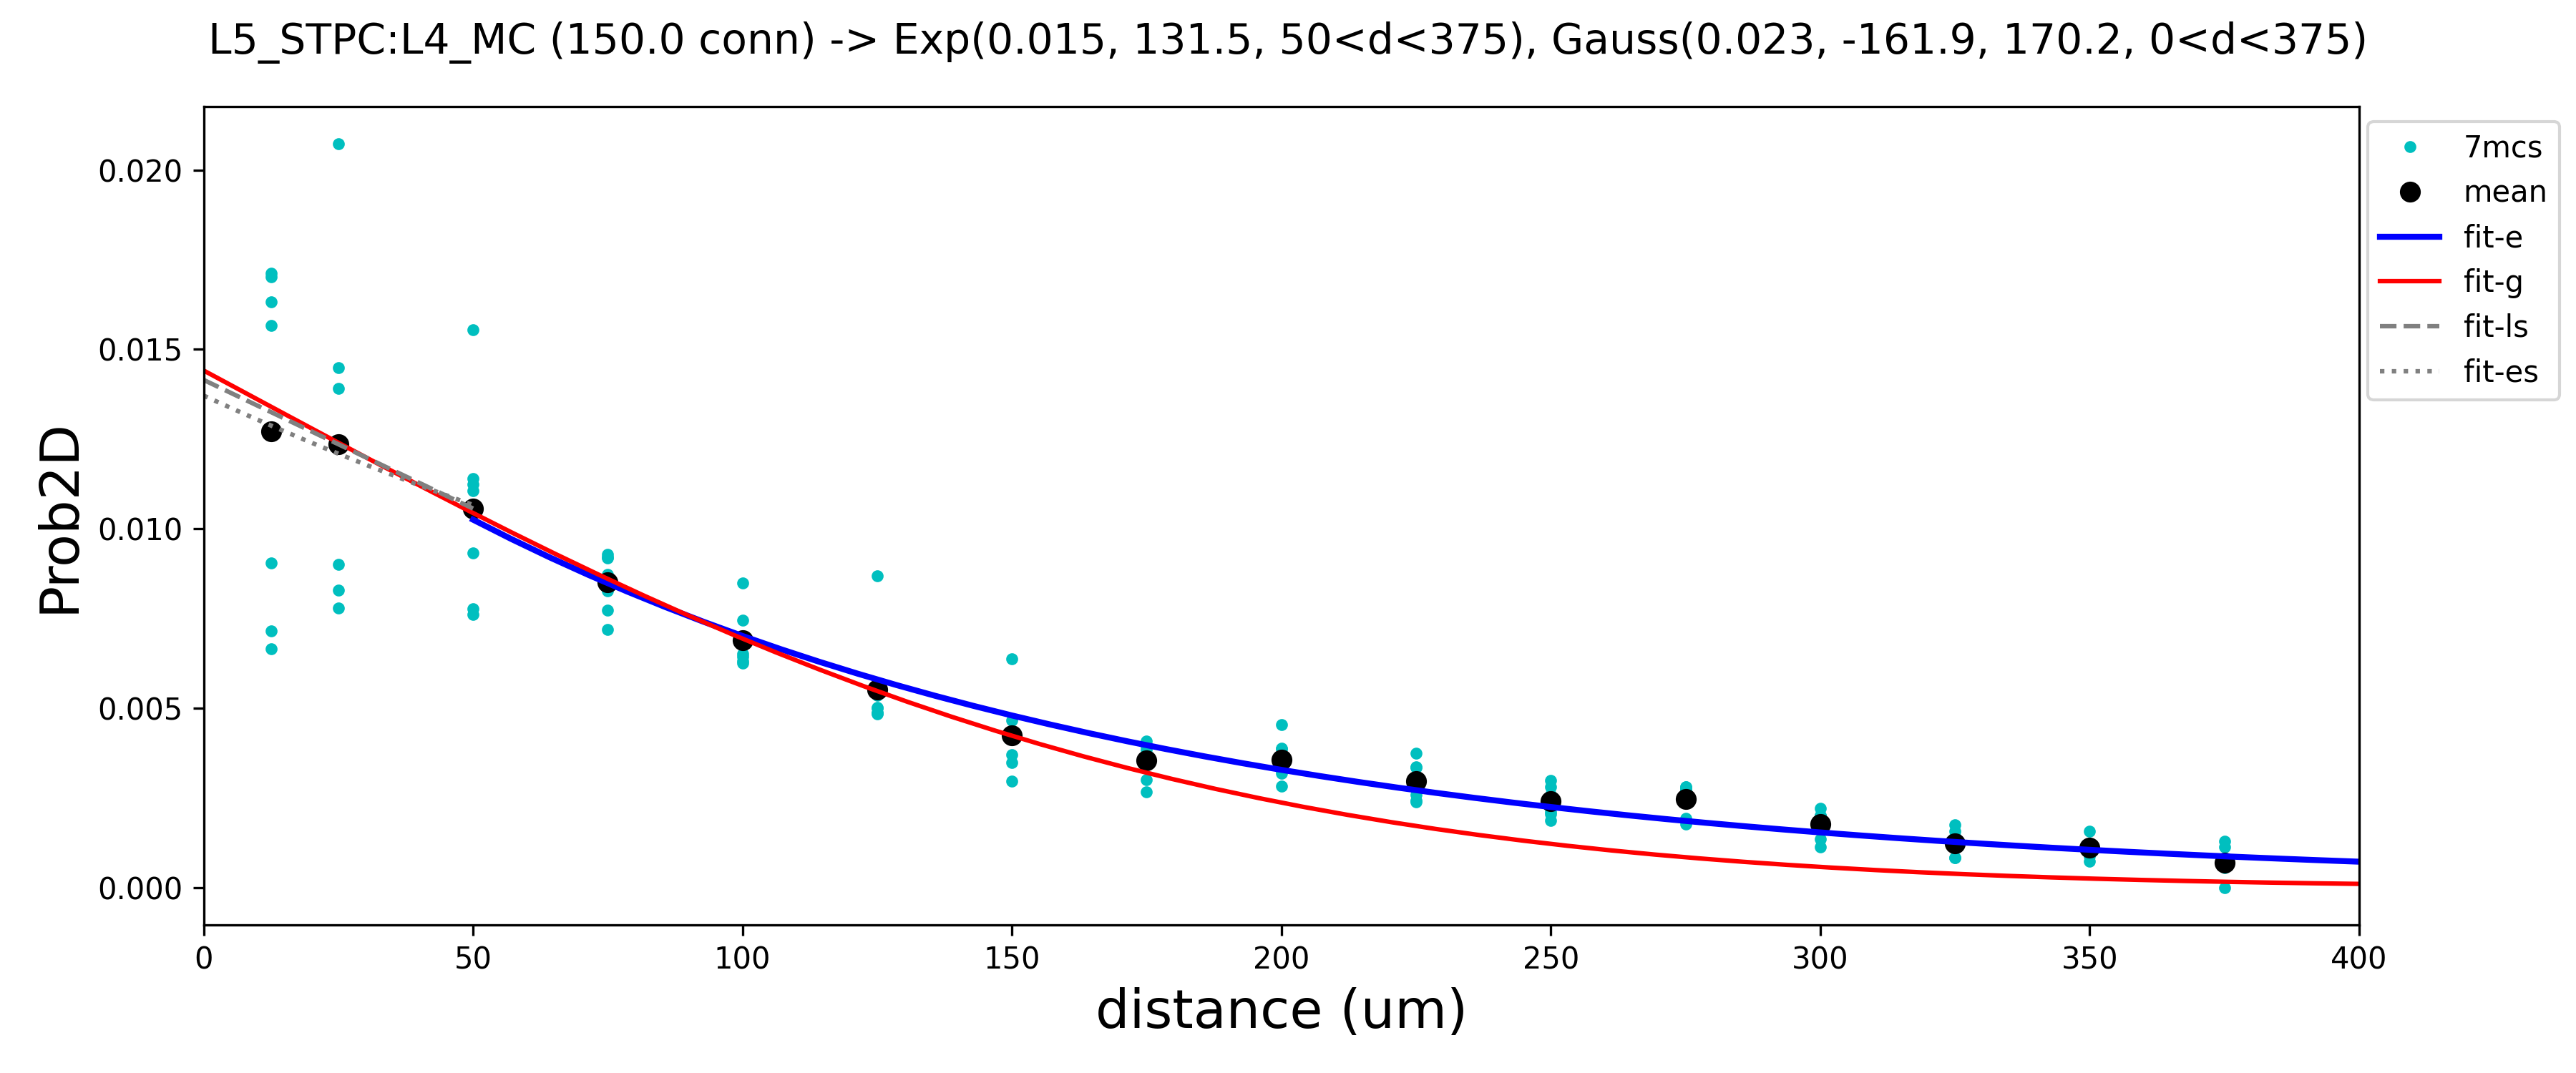 L5_STPC:L4_MC (150.0 conn) -> Exp(0.015, 131.5, 50<d<375), Gauss(0.023, -161.9, 170.2, 0<d<375)
7mcs
mean
fit-e
fit-g
fit-ls
fit-es
Prob2D
0.020
0.015
0.010
0.005
0.000
0 50 100 150 200 250 300 350 400
distance (um)